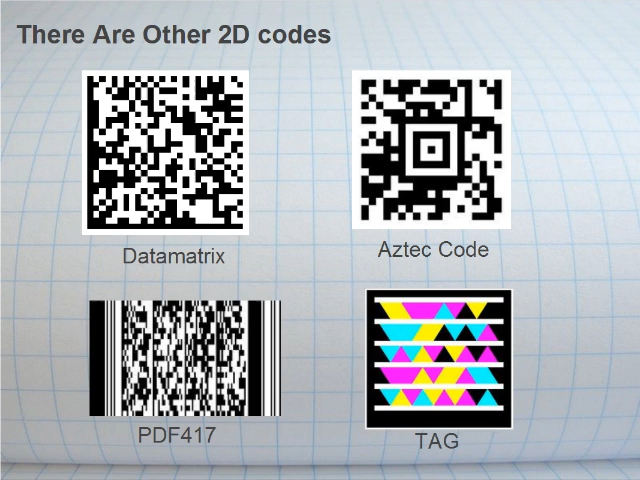 There Are Other 2D codes
Datamatrix
Aztec Code
PDF417
TAG